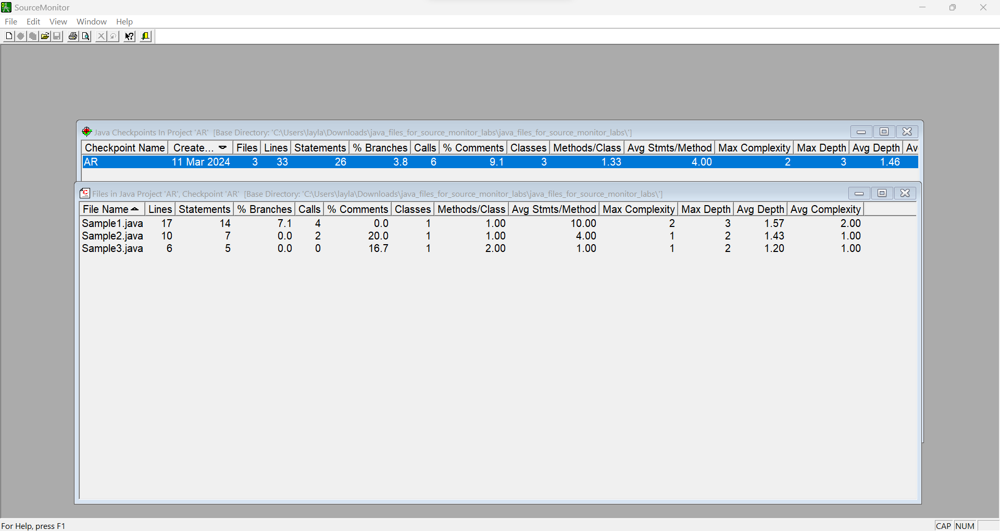 SourceMonitor
File Edit View Window Help
Java Checkpoints In Project 'AR' [Base Directory: 'C:\Users\layla\Downloads\java_files_for_source_monitor_labs\java_files_for_source_monitor_labs\']
Checkpoint Name Create... Files Lines Statements % Branches Calls % Comments Classes Methods/Class Avg Stmts/Method Max Complexity Max Depth Avg Depth Av
AR 11 Mar 2024 3 33 26 3.8 6 9.1 3 1.33 4.00 2 3 1.46
Files in Java Project 'AR', Checkpoint 'AR' [Base Directory: 'C:\Users\layla\Downloads\java_files_for_source_monitor_labs\java_files_for_source_monitor_labs\']
File Name Lines Statements % Branches Calls % Comments Classes Methods/Class Avg Stmts/Method Max Complexity Max Depth Avg Depth Avg Complexity
Sample1.java 17 14 7.1 4 0.0 1 1.00 10.00 2 3 1.57 2.00
Sample2.java 10 7 0.0 2 20.0 1 1.00 4.00 1 2 1.43 1.00
Sample3.java 6 5 0.0 0 16.7 1 2.00 1.00 1 2 1.20 1.00
For Help, press F1 CAP NUM